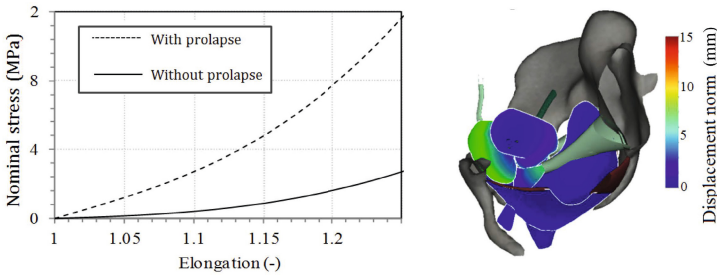 2
8
4
2
0
Nominal stress (MPa)
With prolapse
Without prolapse
1
1.05
1.1
1.15
1.2
Elongation (-)
15
10
5
0
Displacement norm (mm)